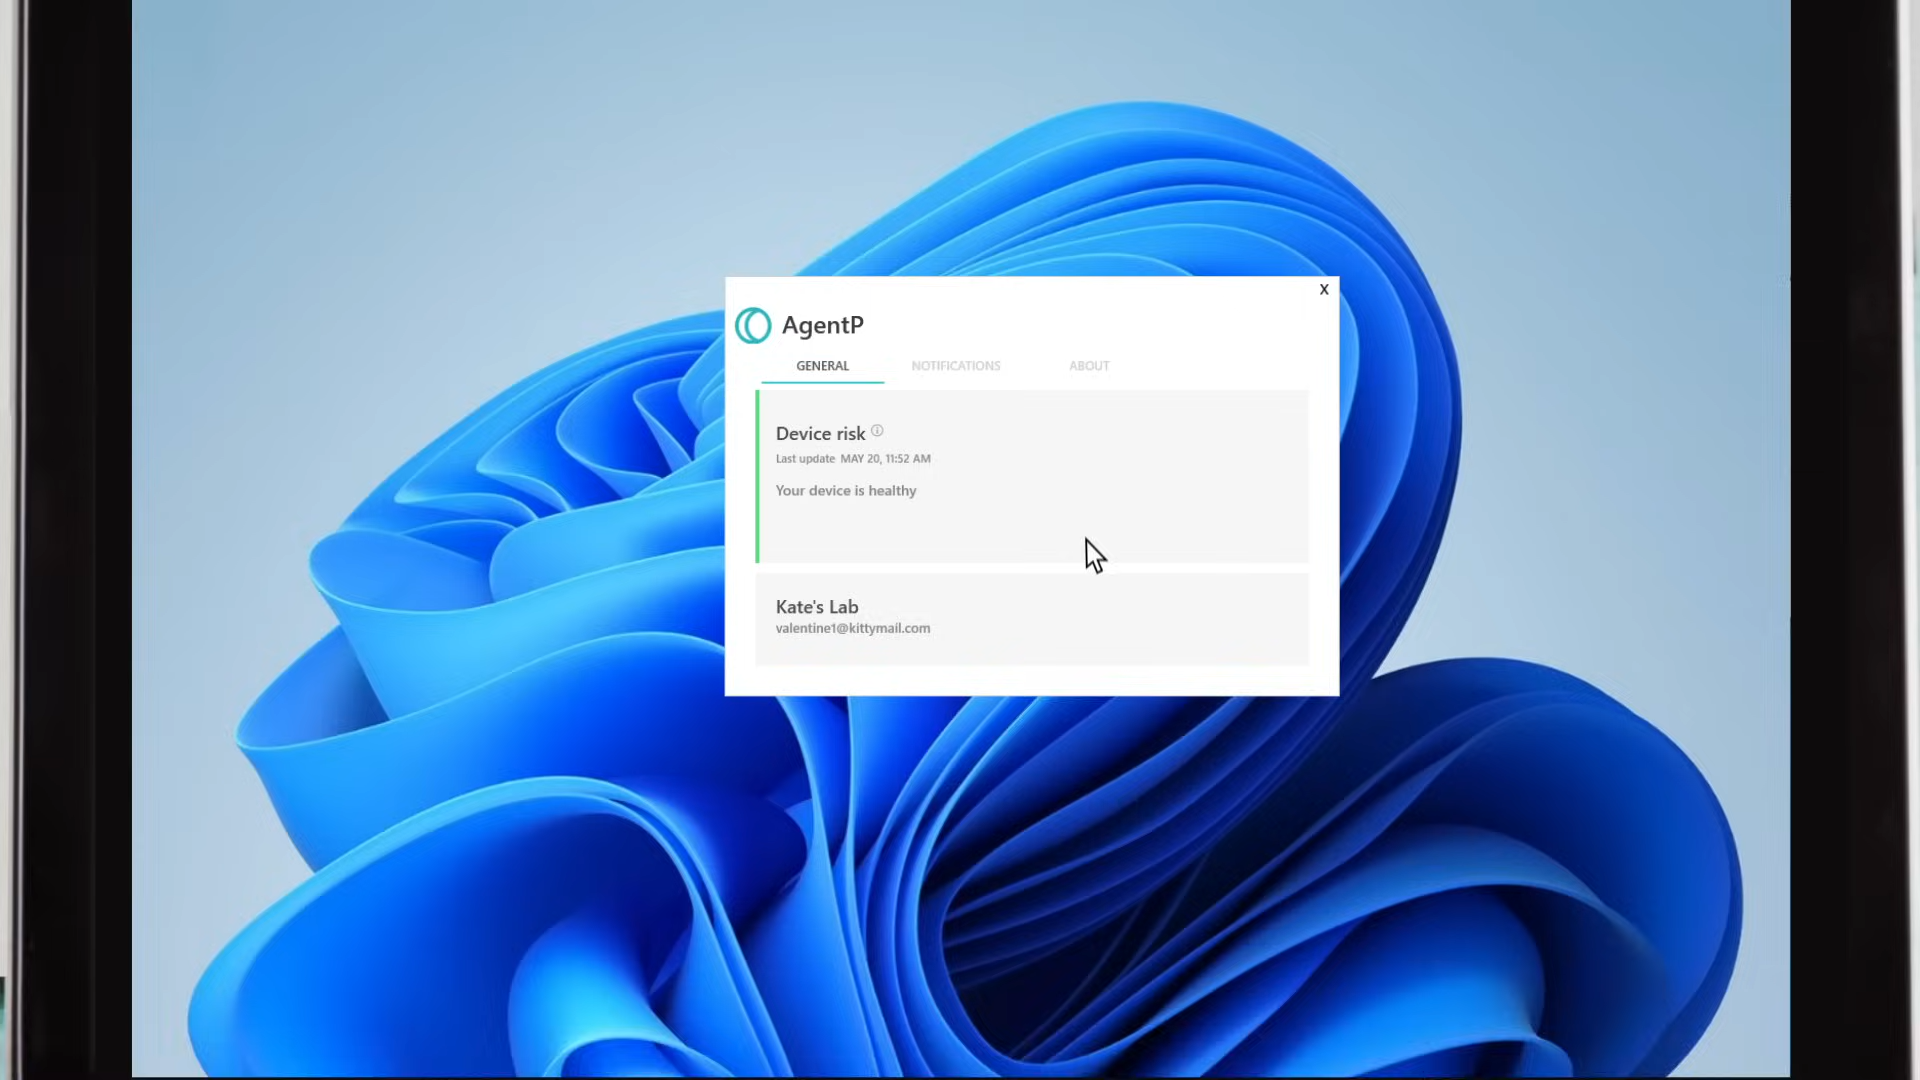 X
AgentP
GENERAL NOTIFICATIONS ABOUT
Device risk
Last update MAY 20, 11:52 AM
Your device is healthy
Kate's Lab
valentine1@kittymail.com